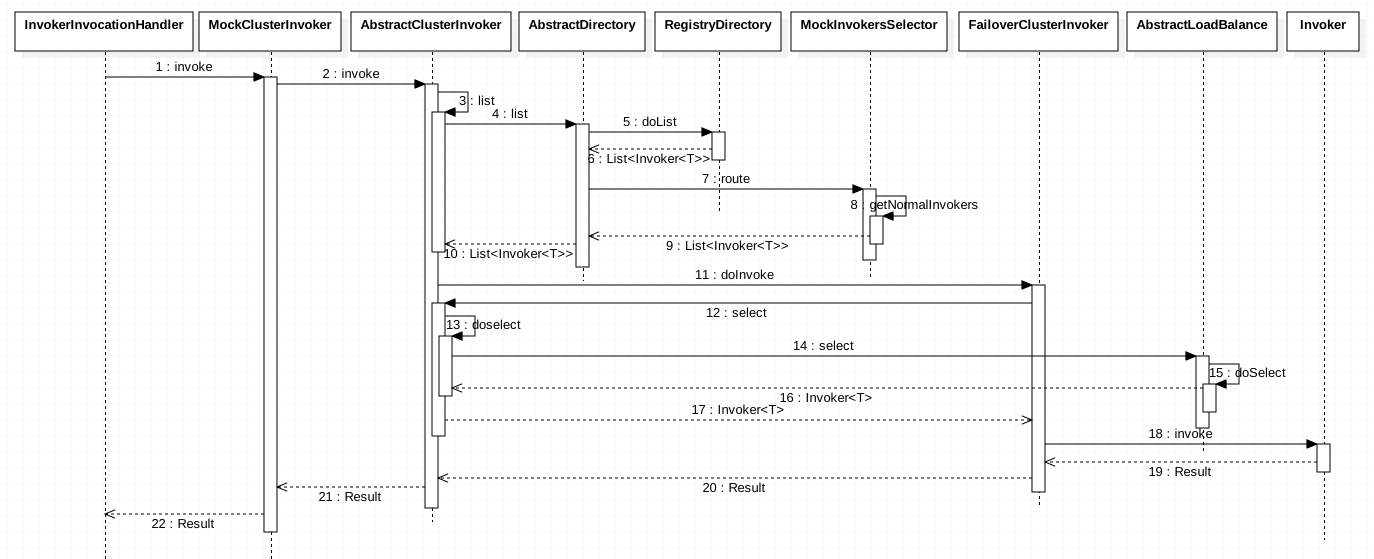 InvokerInvocationHandler
MockClusterInvoker
AbstractClusterInvoker
AbstractDirectory
RegistryDirectory
MockInvokersSelector
FailoverClusterInvoker
AbstractLoadBalance
Invoker
1 : invoke
2 : invoke
3 : list
4 : list
5 : doList
6 : List<Invoker<T>>
7 : route
8 : getNormalInvokers
9 : List<Invoker<T>>
10 : List<Invoker<T>>
11 : doInvoke
12 : select
13 : doselect
14 : select
15 : doSelect
16 : Invoker<T>
17 : Invoker<T>
18 : invoke
19 : Result
20 : Result
21 : Result
22 : Result